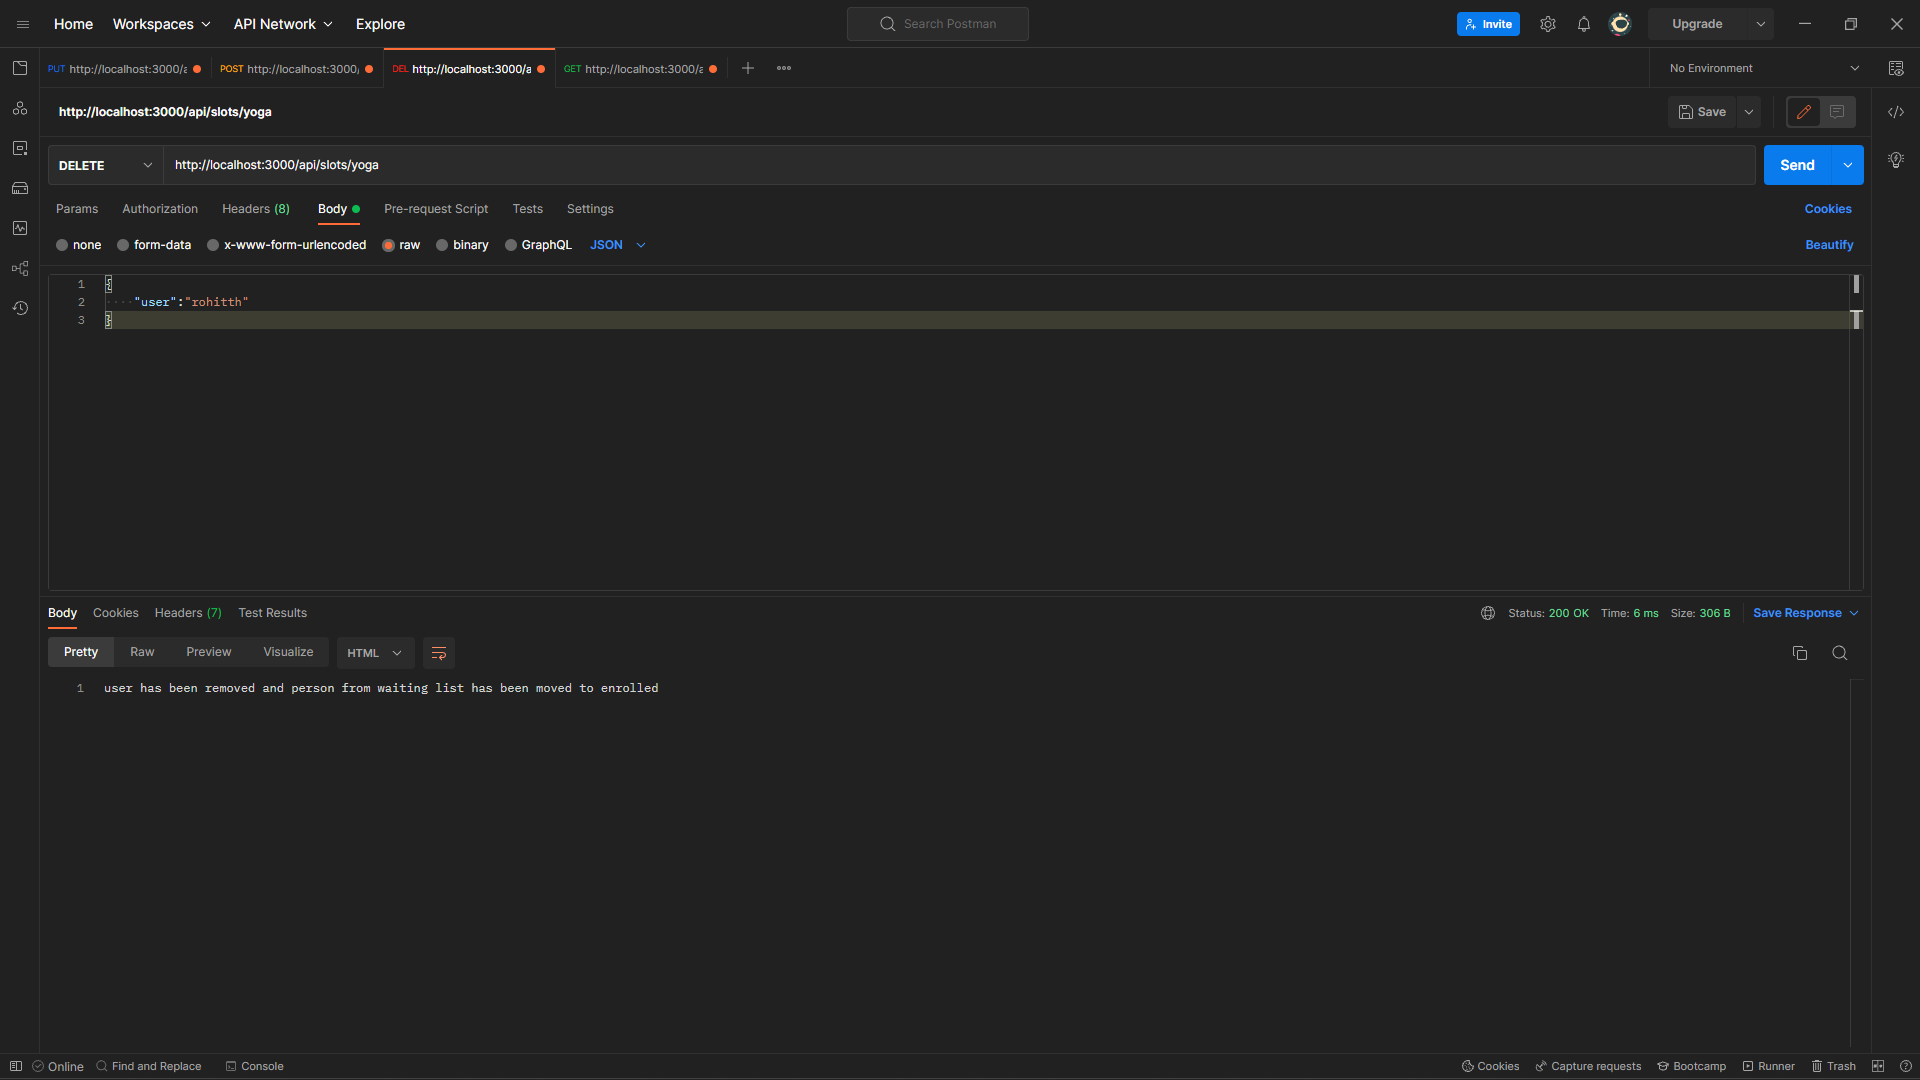 Home Workspaces API Network Explore Search Postman Invite Upgrade
PUT http://localhost:3000/a POST http://localhost:3000/ DEL http://localhost:3000/a GET http://localhost:3000/a No Environment
http://localhost:3000/api/slots/yoga Save
DELETE http://localhost:3000/api/slots/yoga Send
Params Authorization Headers (8) Body Pre-request Script Tests Settings Cookies
none form-data x-www-form-urlencoded raw binary GraphQL JSON Beautify
1 {
2 "user":"rohitth"
3 }
Body Cookies Headers (7) Test Results Status: 200 OK Time: 6 ms Size: 306 B Save Response
Pretty Raw Preview Visualize HTML
1 user has been removed and person from waiting list has been moved to enrolled
Online Find and Replace Console Cookies Capture requests Bootcamp Runner Trash